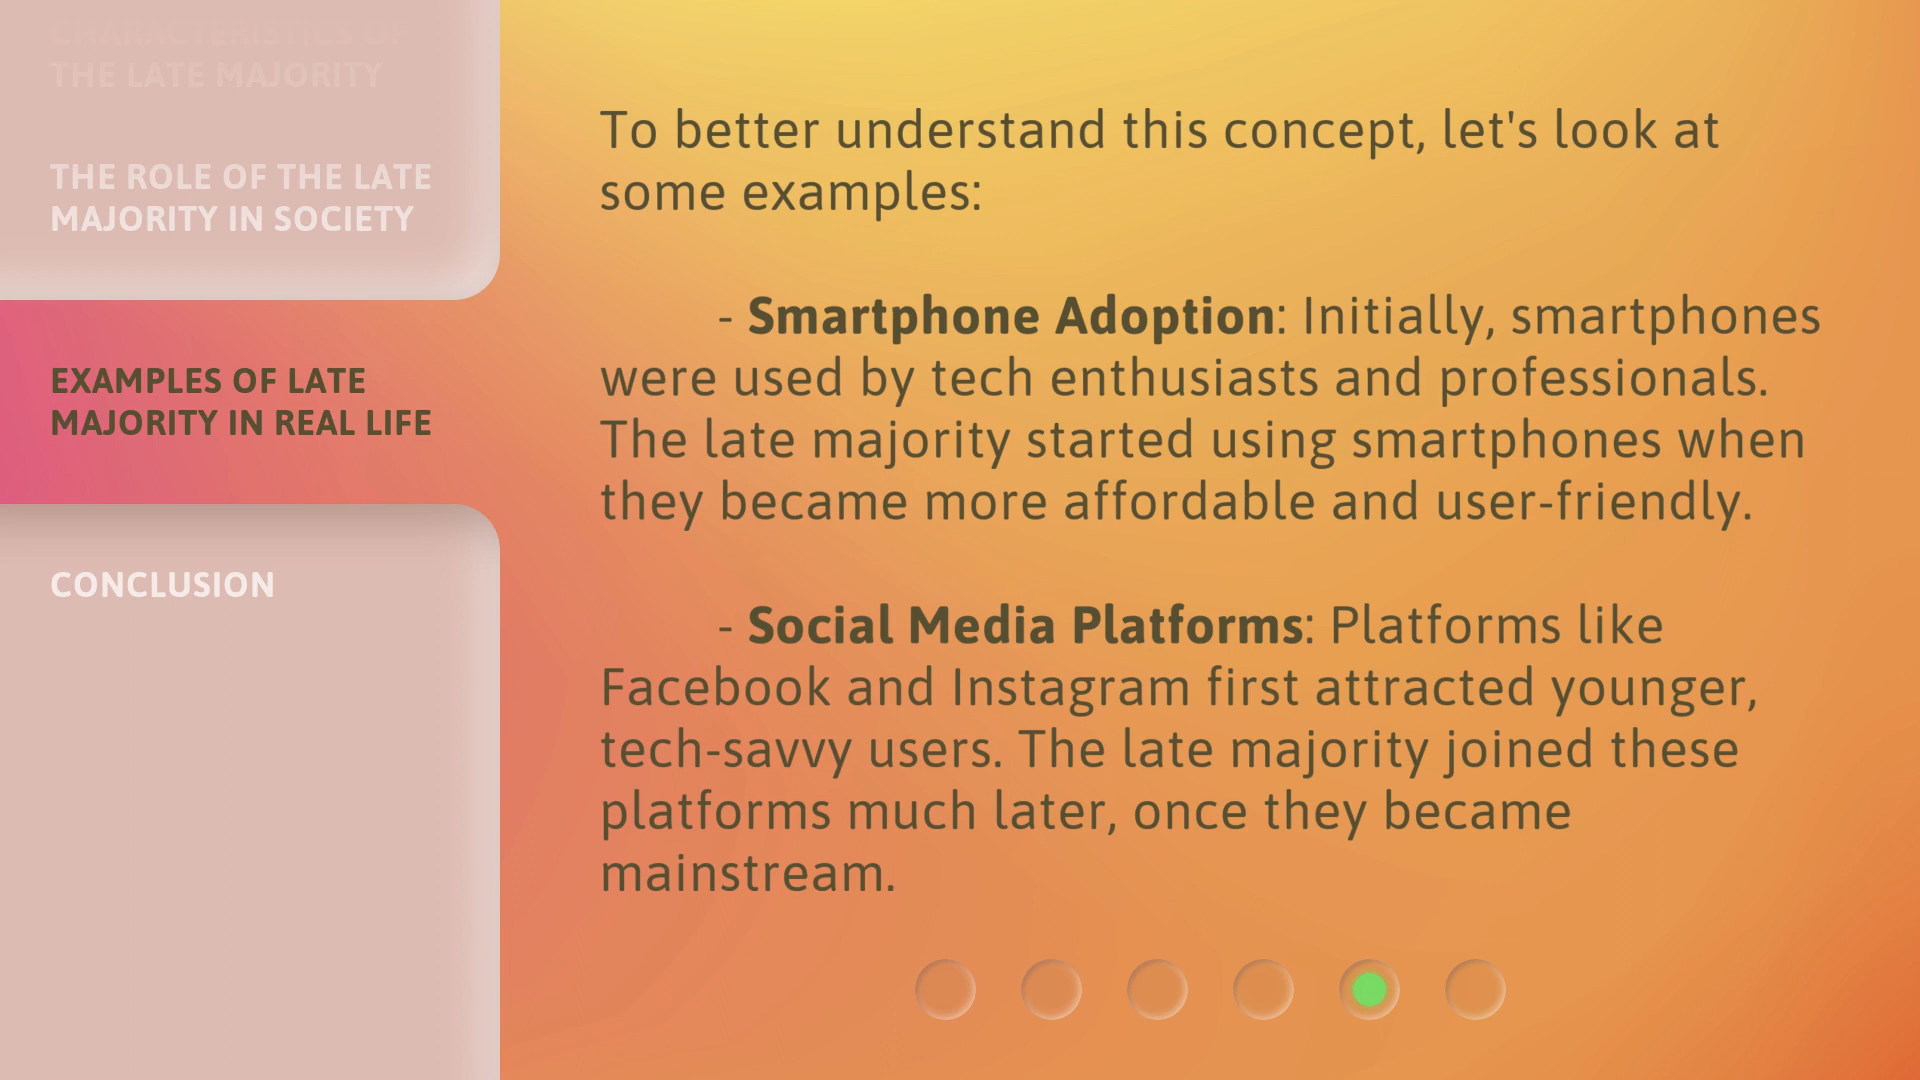 CHARACTERISTICS OF
THE LATE MAJORITY
THE ROLE OF THE LATE
MAJORITY IN SOCIETY
EXAMPLES OF LATE
MAJORITY IN REAL LIFE
CONCLUSION
To better understand this concept, let's look at
some examples:
- Smartphone Adoption: Initially, smartphones
were used by tech enthusiasts and professionals.
The late majority started using smartphones when
they became more affordable and user-friendly.
- Social Media Platforms: Platforms like
Facebook and Instagram first attracted younger,
tech-savvy users. The late majority joined these
platforms much later, once they became
mainstream.